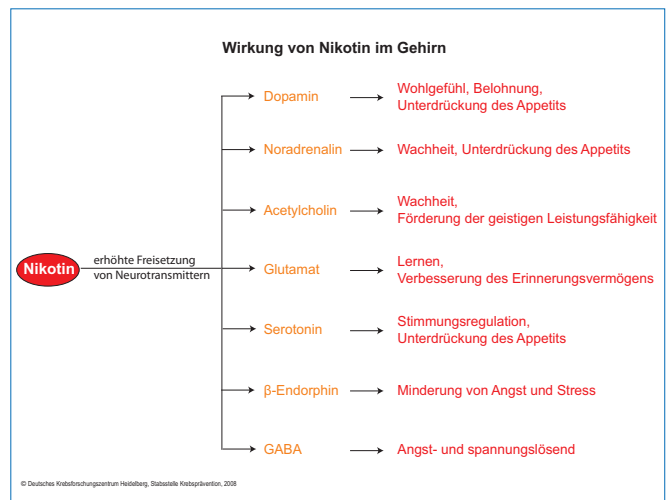 Wirkung von Nikotin im Gehirn
Nikotin
erhöhte Freisetzung
von Neurotransmittern
Dopamin
Wohlgefühl, Belohnung,
Unterdrückung des Appetits
Noradrenalin
Wachheit, Unterdrückung des Appetits
Acetylcholin
Wachheit,
Förderung der geistigen Leistungsfähigkeit
Glutamat
Lernen,
Verbesserung des Erinnerungsvermögens
Serotonin
Stimmungsregulation,
Unterdrückung des Appetits
β-Endorphin
Minderung von Angst und Stress
GABA
Angst- und spannungslösend
© Deutsches Krebsforschungszentrum Heidelberg, Stabsstelle Krebsprävention, 2008